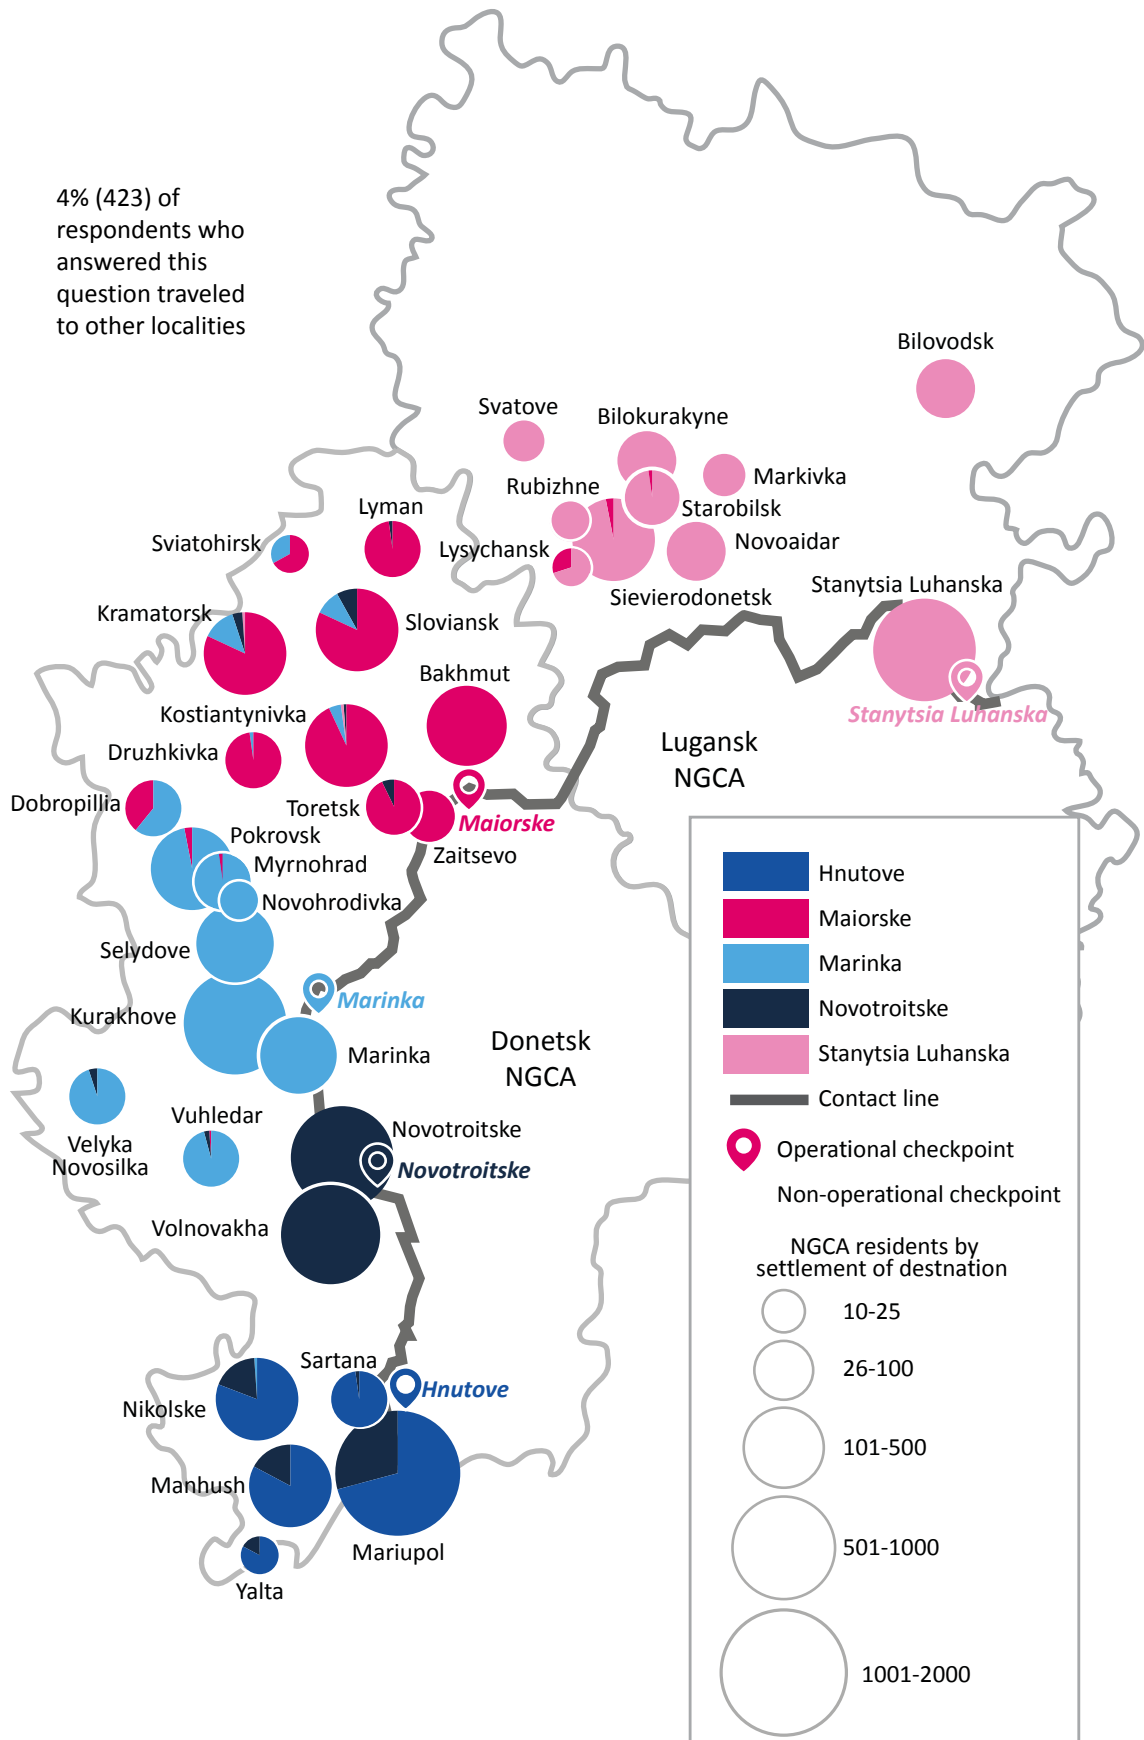 4% (423) of
respondents who
answered this
question traveled
to other localities
Bilovodsk
Svatove
Bilokurakyne
Markivka
Rubizhne
Starobilsk
Lyman
Sviatohirsk
Lysychansk
Novoaidar
Sievierodonetsk
Stanytsia Luhanska
Kramatorsk
Sloviansk
Bakhmut
Stanytsia Luhanska
Kostiantynivka
Druzhkivka
Lugansk
NGCA
Dobropillia
Toretsk
Maiorske
Zaitsevo
Pokrovsk
Myrnohrad
Novohrodivka
Selydove
Marinka
Kurakhove
Marinka
Donetsk
NGCA
Velyka
Novosilka
Vuhledar
Novotroitske
Novotroitske
Volnovakha
Sartana
Hnutove
Nikolske
Manhush
Mariupol
Yalta
Hnutove
Maiorske
Marinka
Novotroitske
Stanytsia Luhanska
Contact line
Operational checkpoint
Non-operational checkpoint
NGCA residents by
settlement of destnation
10-25
26-100
101-500
501-1000
1001-2000